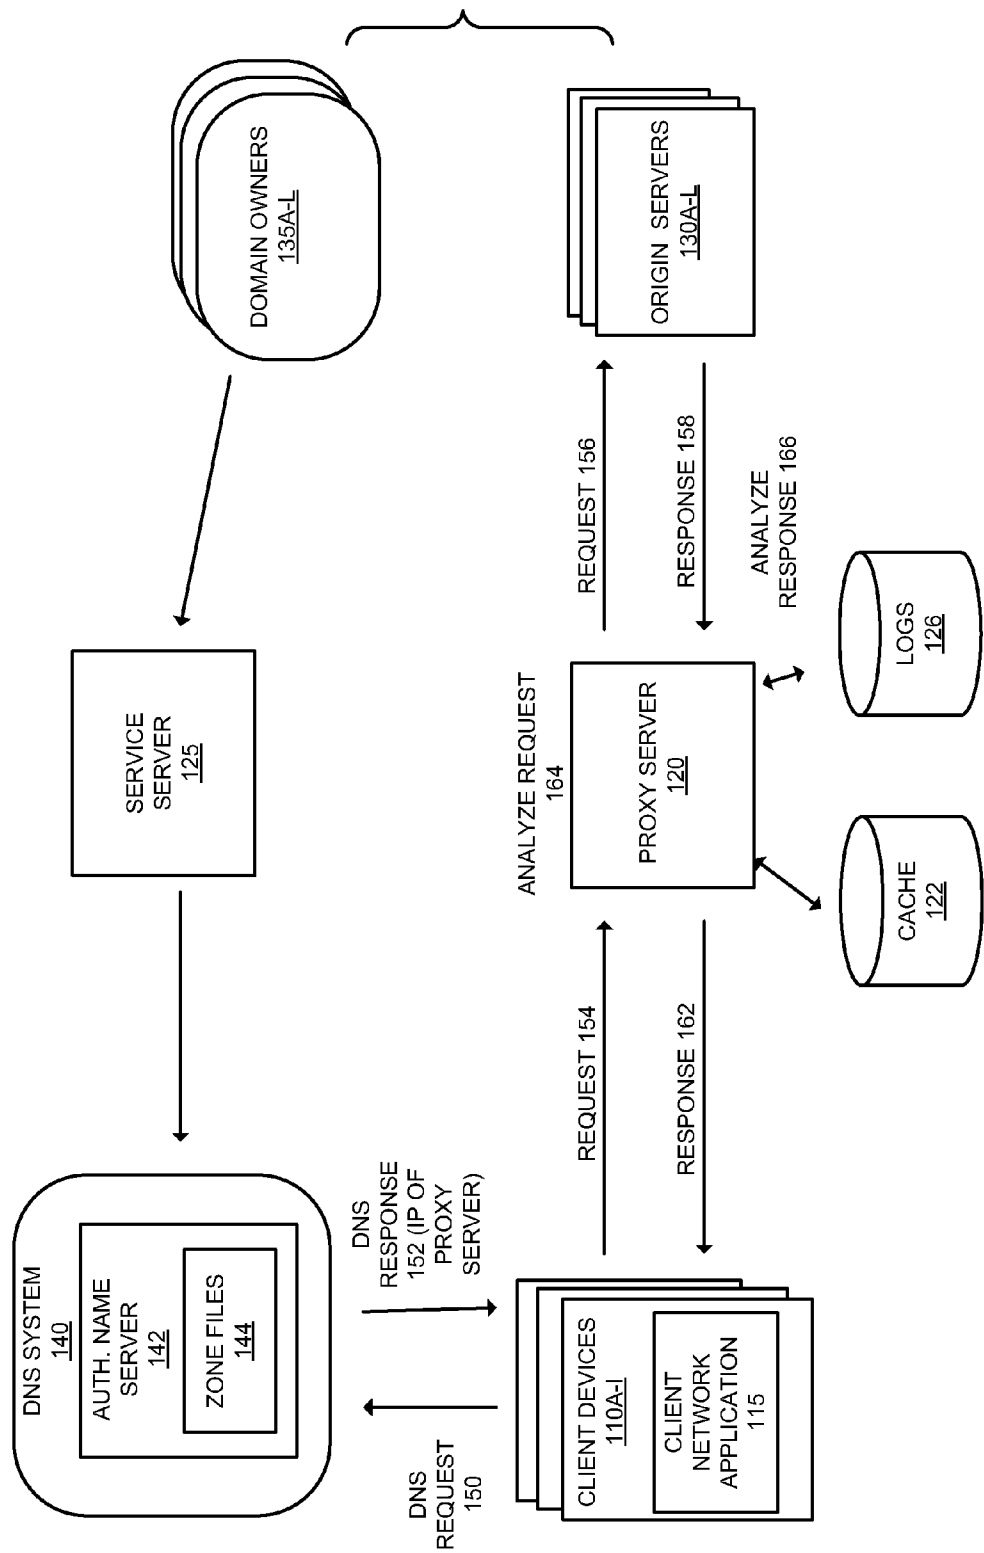 DNS SYSTEM
140
AUTH. NAME
SERVER
142
ZONE FILES
144
SERVICE
SERVER
125
DOMAIN OWNERS
135A-L
DNS
REQUEST
150
DNS
RESPONSE
152 (IP OF
PROXY
SERVER)
CLIENT DEVICES
110A-I
CLIENT
NETWORK
APPLICATION
115
REQUEST 154
RESPONSE 162
ANALYZE REQUEST
164
PROXY SERVER
120
REQUEST 156
RESPONSE 158
ANALYZE
RESPONSE 166
ORIGIN SERVERS
130A-L
CACHE
122
LOGS
126